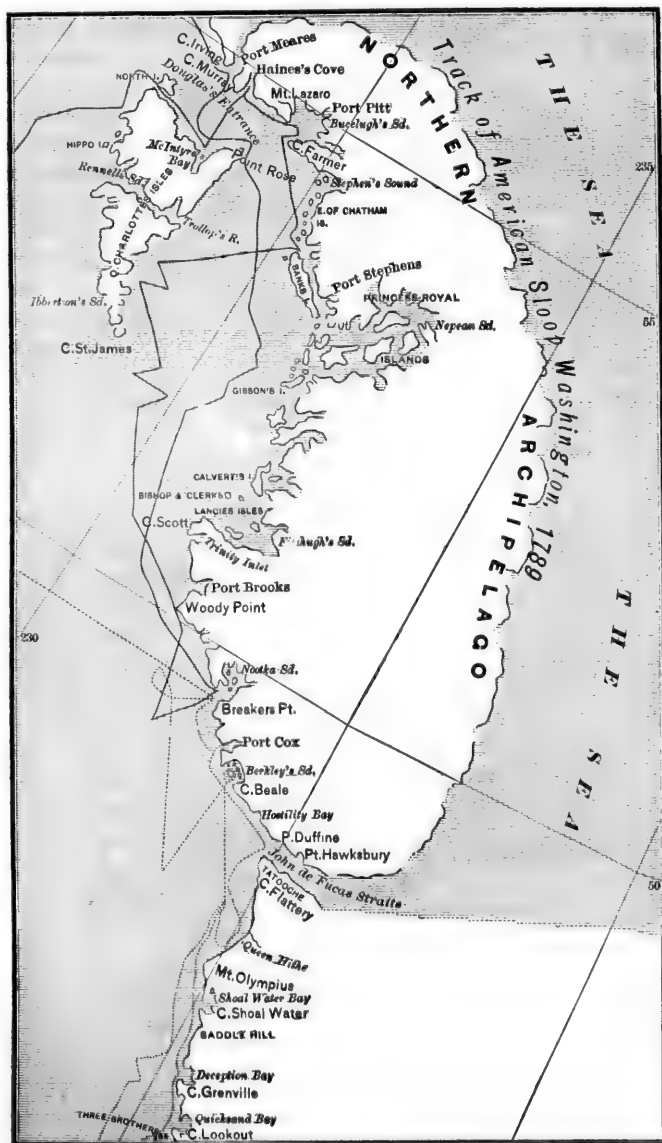 C. Irving
C. Murray
Port Meares
Haines's Cove
NORTH I.
Douglas's Entrance
Mt. Lazaro
Port Pitt
Bucclugh's Sd.
HIPPO I.
McIntyre's
Bay
Point Rose
C. Farmer
Stephen's Sound
Rennell's Sd.
Q. CHARLOTTE'S ISLES
Trollop's R.
E. OF CHATHAM
IS.
BANKS I.
Port Stephens
PRINCESS ROYAL
ISLANDS
Nepean Sd.
Ibbertson's Sd.
C. St. James
GIBSON'S I.
CALVERT'S I.
BISHOP & CLERKS
LANCIES ISLES
C. Scott
Trinity Inlet
Port Brooks
Woody Point
230
Nootka Sd.
Breakers Pt.
Port Cox
Berkley's Sd.
C. Beale
Hostility Bay
P. Duffine
Pt. Hawksbury
John de Fucas Straits
TATOOCHE
C. Flattery
Queen Hithe
Mt. Olympius
Shoal Water Bay
C. Shoal Water
SADDLE HILL
Deception Bay
C. Grenville
THREE BROTHERS
Quicksand Bay
C. Lookout
NORTHERN ARCHIPELAGO
Track of American Sloop Washington, 1789
THE SEA
THE SEA
235
55
50